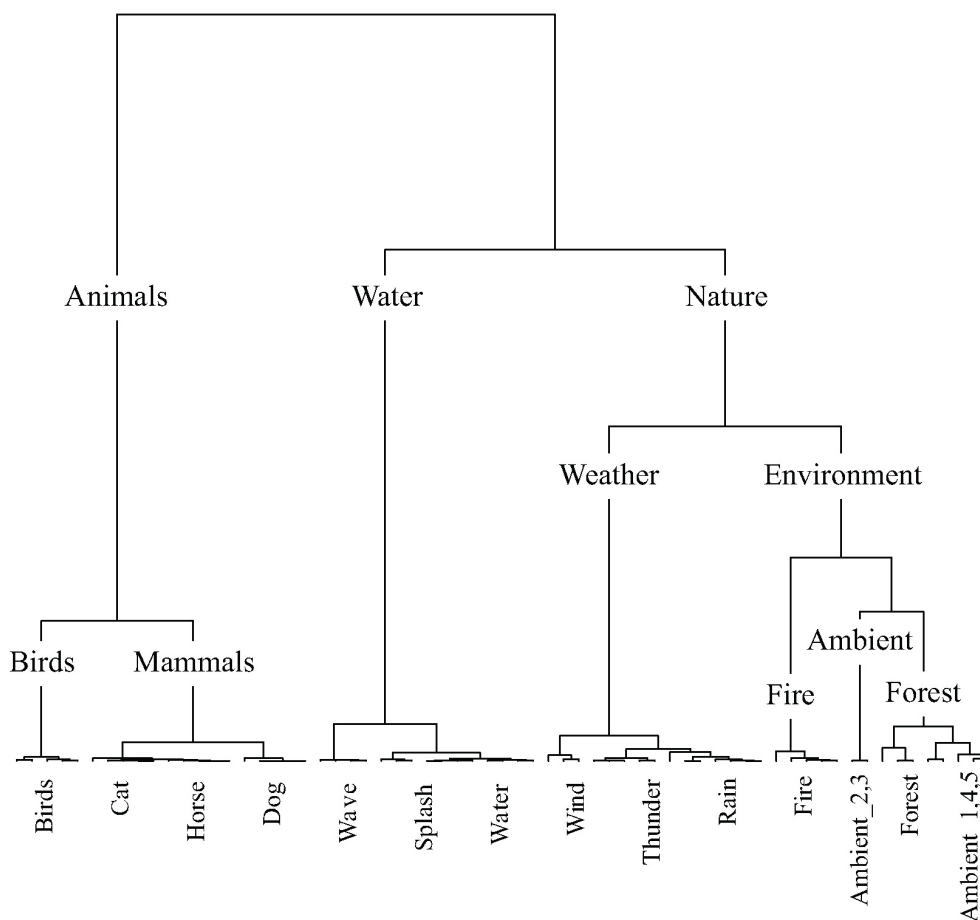 Animals
Water
Nature
Weather
Environment
Birds
Mammals
Ambient
Fire
Forest
Birds
Cat
Horse
Dog
Wave
Splash
Water
Wind
Thunder
Rain
Fire
Ambient_2,3
Forest
Ambient_1,4,5